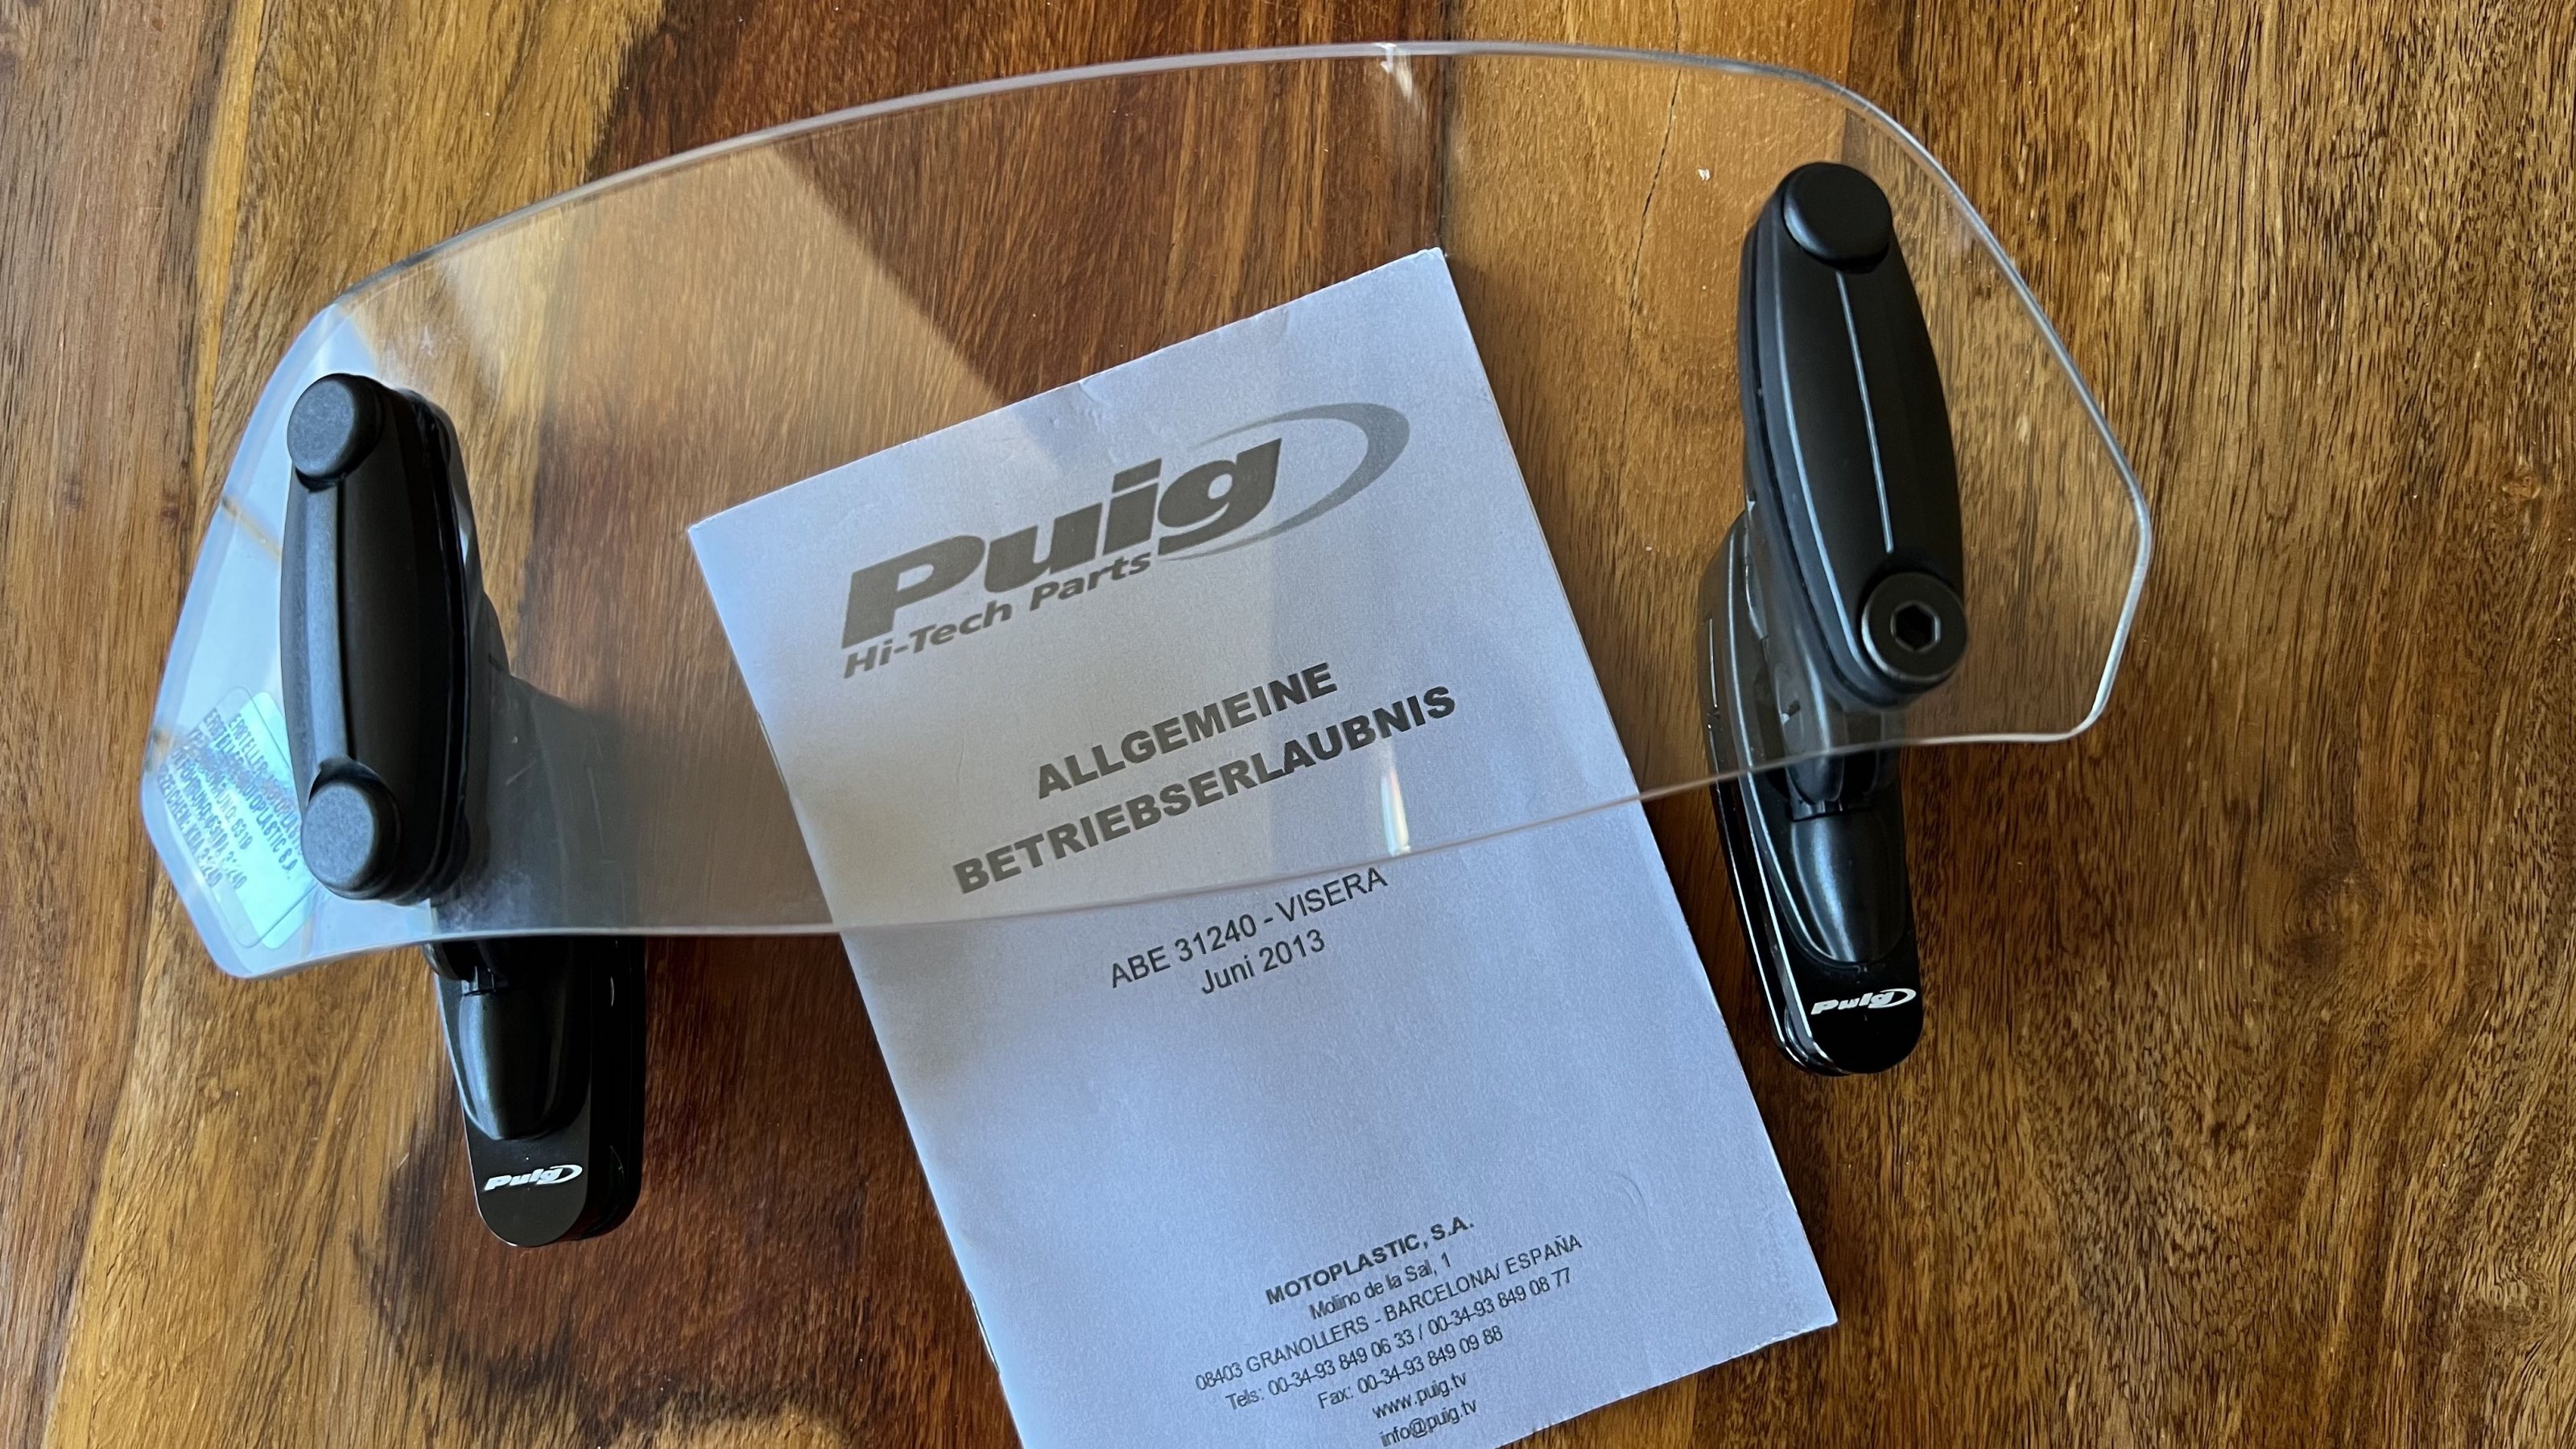 Puig
Hi-Tech Parts
ALLGEMEINE
BETRIEBSERLAUBNIS
ABE 31240 - VISERA
Juni 2013
MOTOPLASTIC, S.A.
Molino de la Sal, 1
08403 GRANOLLERS - BARCELONA/ ESPAÑA
Tels: 00-34-93 849 06 33 / 00-34-93 849 08 77
Fax: 00-34-93 849 09 88
www.puig.tv
info@puig.tv
Puig
Puig